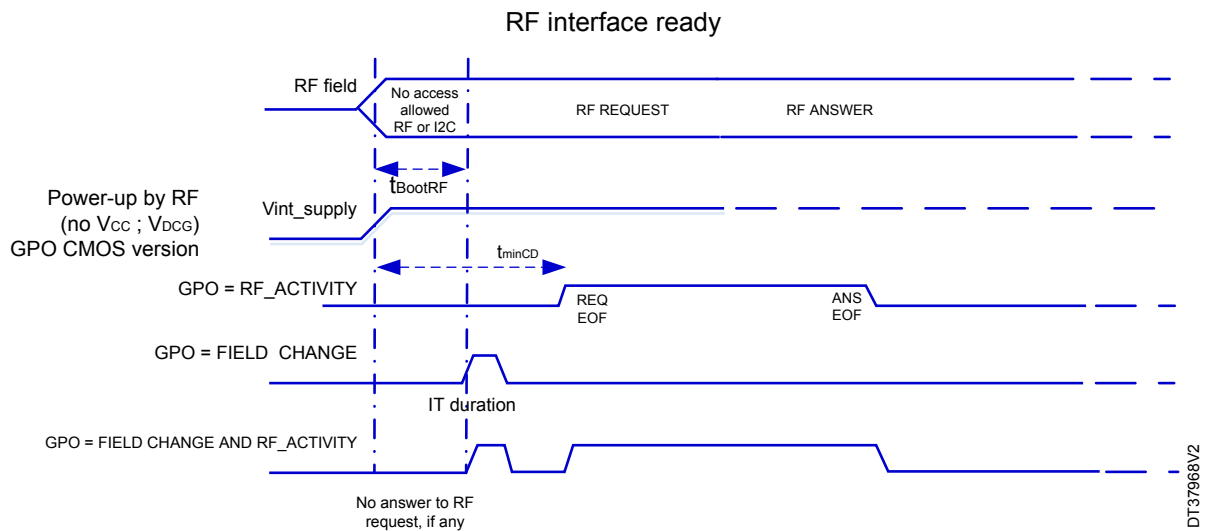 RF interface ready
RF field
No access
allowed
RF or I2C
RF REQUEST
RF ANSWER
tBootRF
Power-up by RF
(no VCC ; VDCG)
GPO CMOS version
Vint_supply
tminCD
GPO = RF_ACTIVITY
REQ
EOF
ANS
EOF
GPO = FIELD CHANGE
IT duration
GPO = FIELD CHANGE AND RF_ACTIVITY
No answer to RF
request, if any
DT37968V2